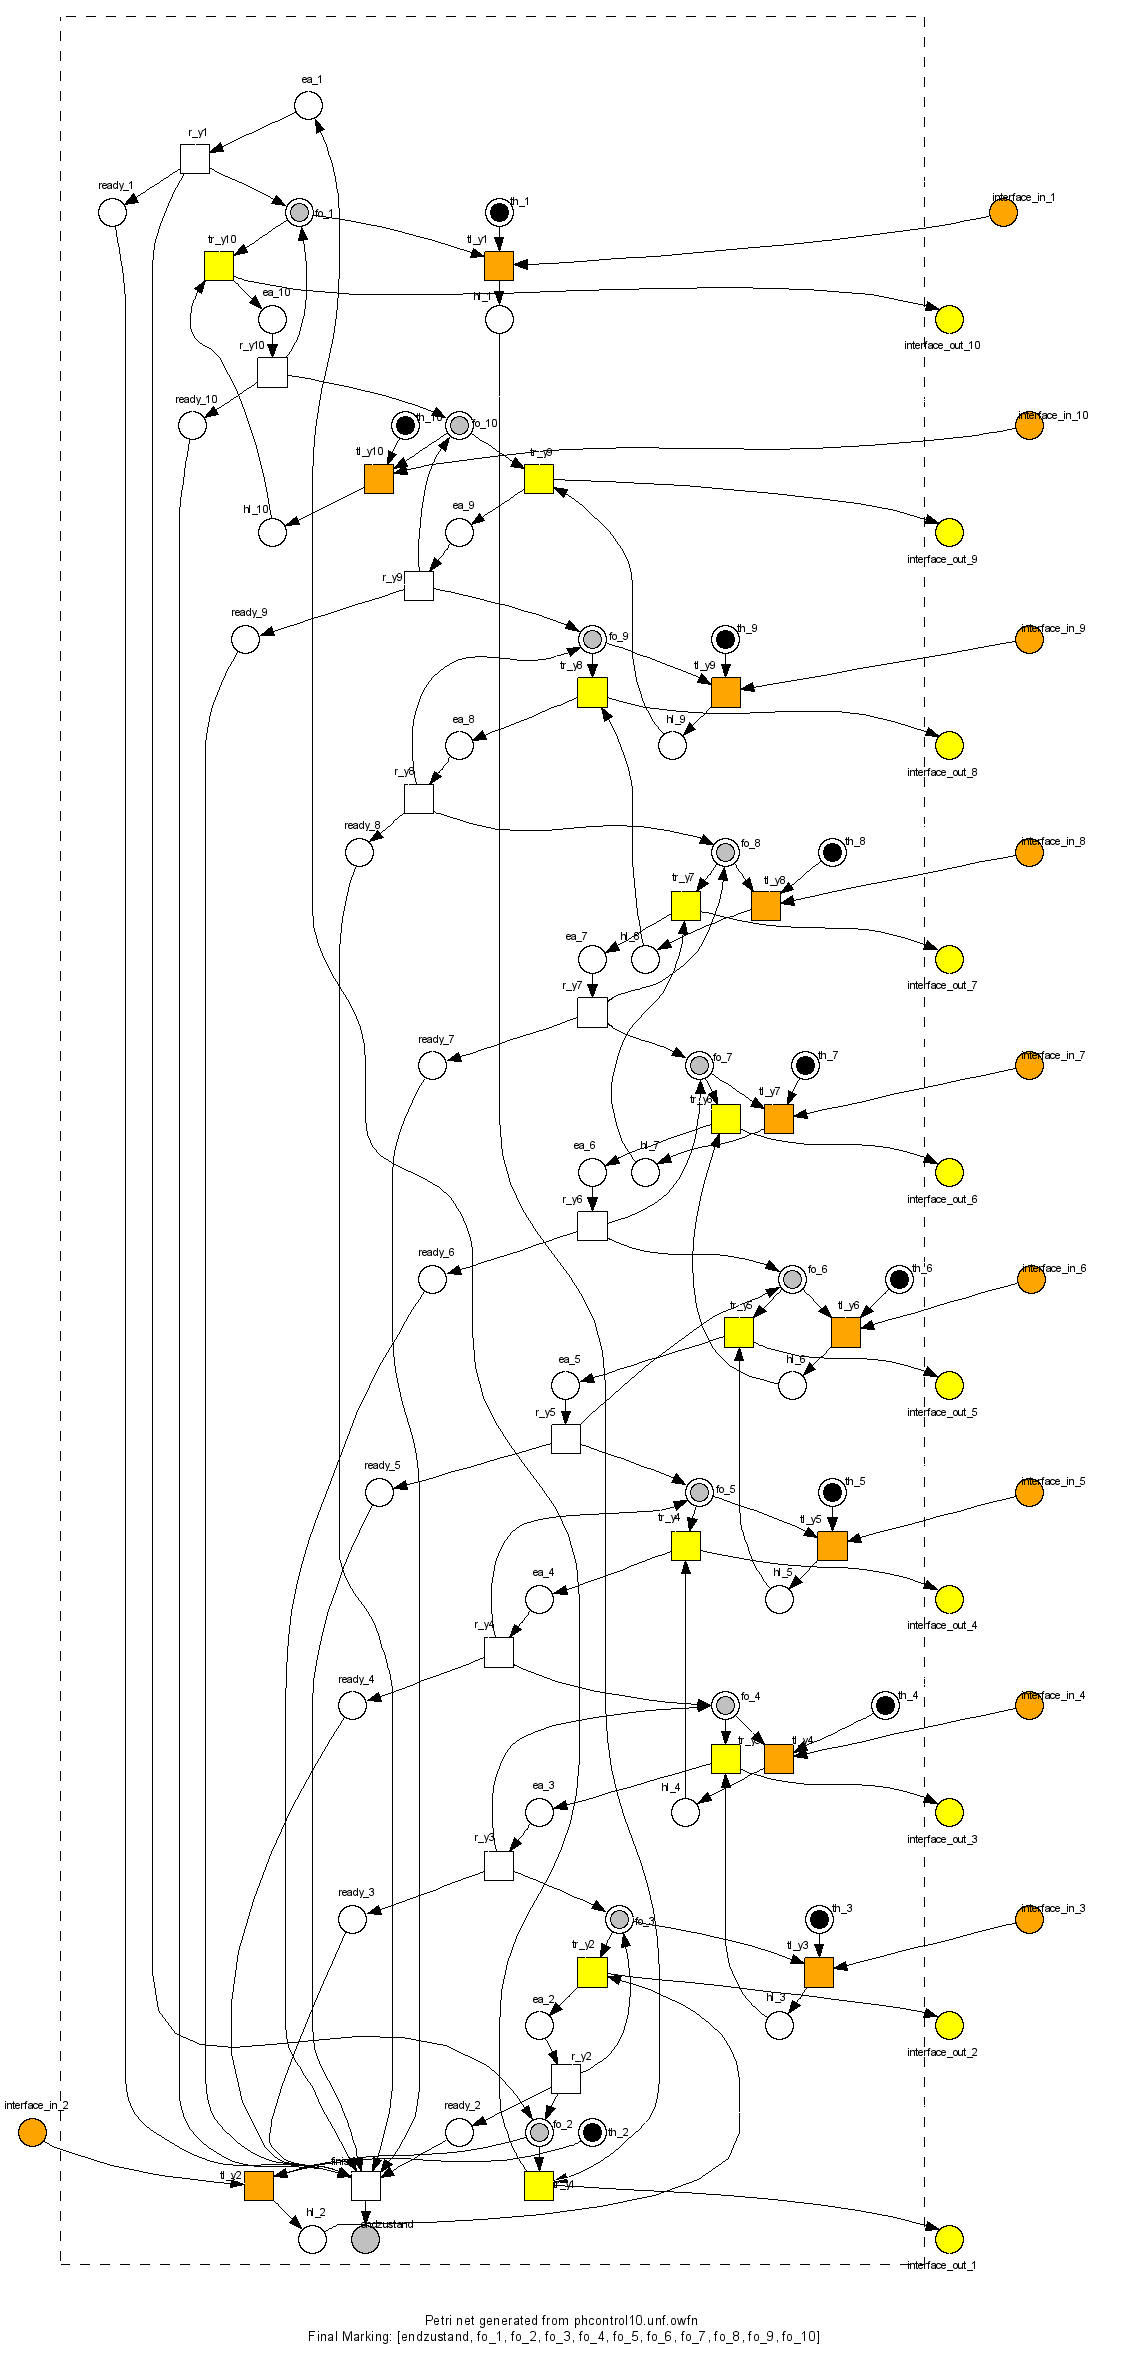 ea_1
r_y1
ready_1
fo_1
th_1
interface_in_1
tr_y10
tl_y1
ea_10
hl_1
interface_out_10
r_y10
ready_10
th_10
fo_10
interface_in_10
tl_y10
tr_y9
hl_10
ea_9
interface_out_9
r_y9
ready_9
fo_9
th_9
interface_in_9
tr_y8
tl_y9
ea_8
hl_9
interface_out_8
r_y8
ready_8
fo_8
th_8
interface_in_8
tr_y7
tl_y8
ea_7
hl_8
interface_out_7
r_y7
ready_7
fo_7
th_7
interface_in_7
tr_y6
tl_y7
ea_6
hl_7
interface_out_6
r_y6
ready_6
fo_6
th_6
interface_in_6
tr_y5
tl_y6
ea_5
hl_6
interface_out_5
r_y5
ready_5
fo_5
th_5
interface_in_5
tr_y4
tl_y5
ea_4
hl_5
interface_out_4
r_y4
ready_4
fo_4
th_4
interface_in_4
tr_y3
tl_y4
ea_3
hl_4
interface_out_3
r_y3
ready_3
fo_3
th_3
interface_in_3
tr_y2
tl_y3
ea_2
hl_3
interface_out_2
r_y2
interface_in_2
ready_2
fo_2
th_2
tl_y2
tr_y1
hl_2
endzustand
interface_out_1
Petri net generated from phcontrol10.unf.owfn
Final Marking: [endzustand, fo_1, fo_2, fo_3, fo_4, fo_5, fo_6, fo_7, fo_8, fo_9, fo_10]